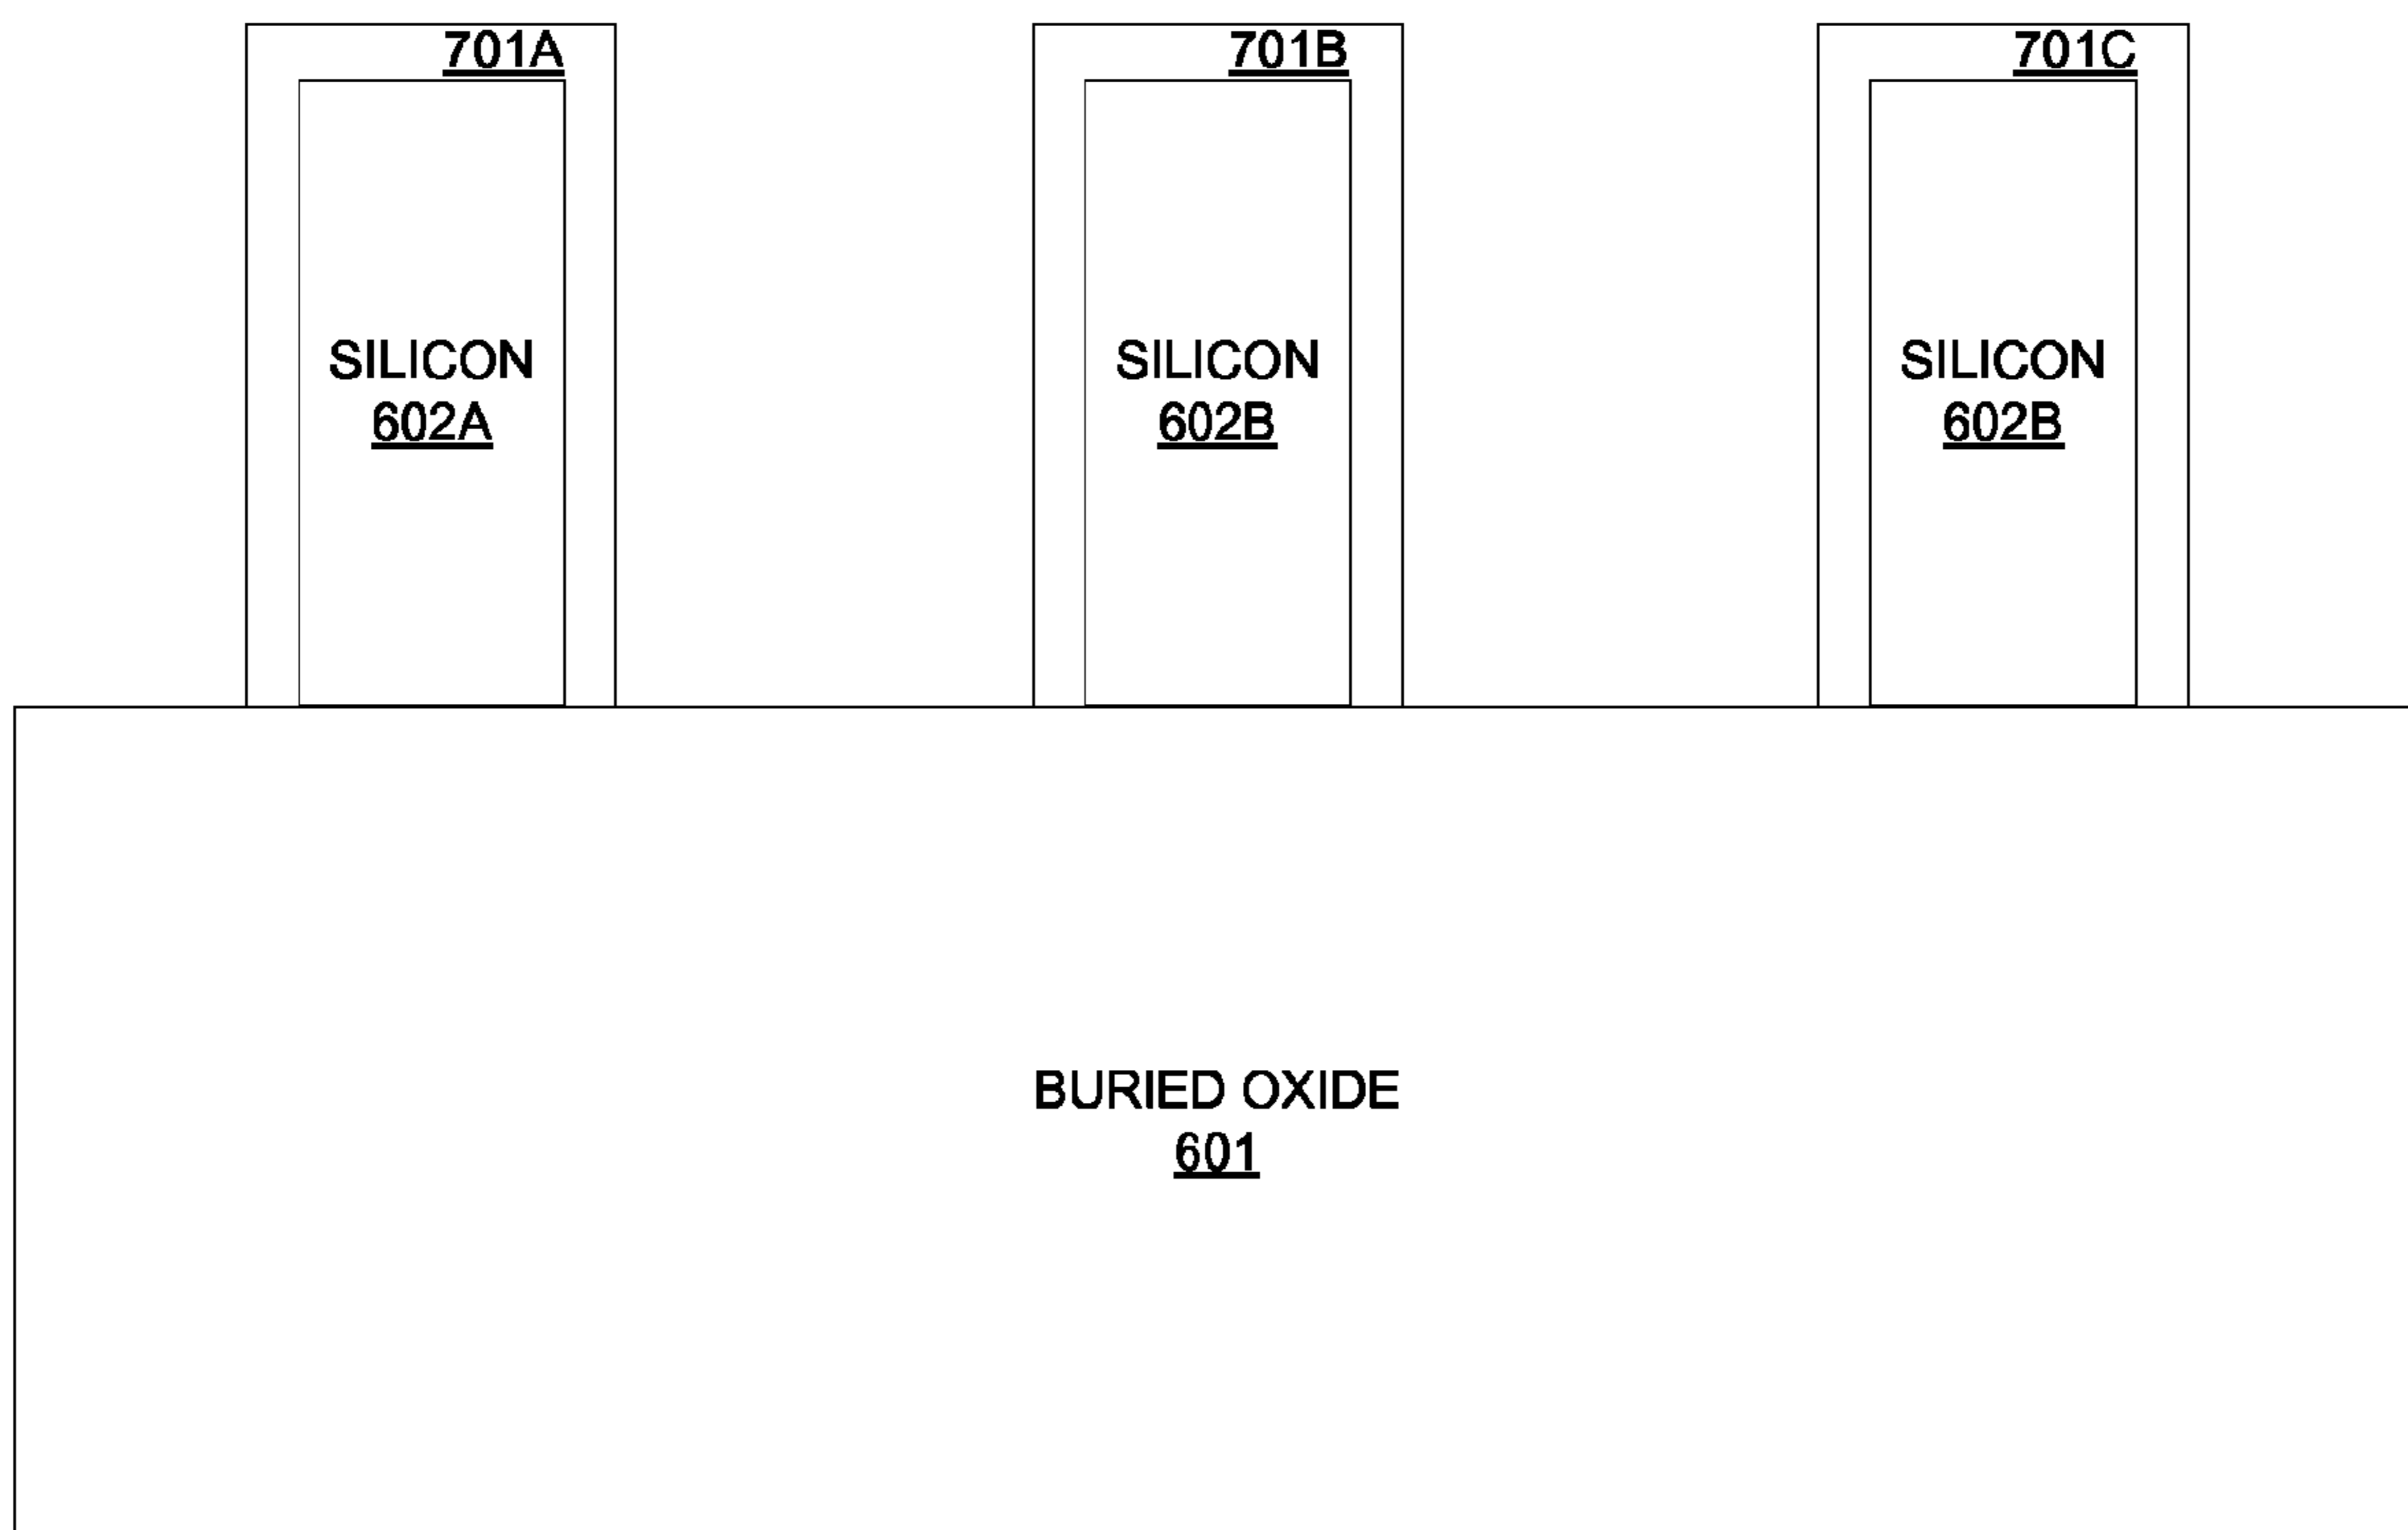 701A
701B
701C
SILICON
602A
SILICON
602B
SILICON
602B
BURIED OXIDE
601